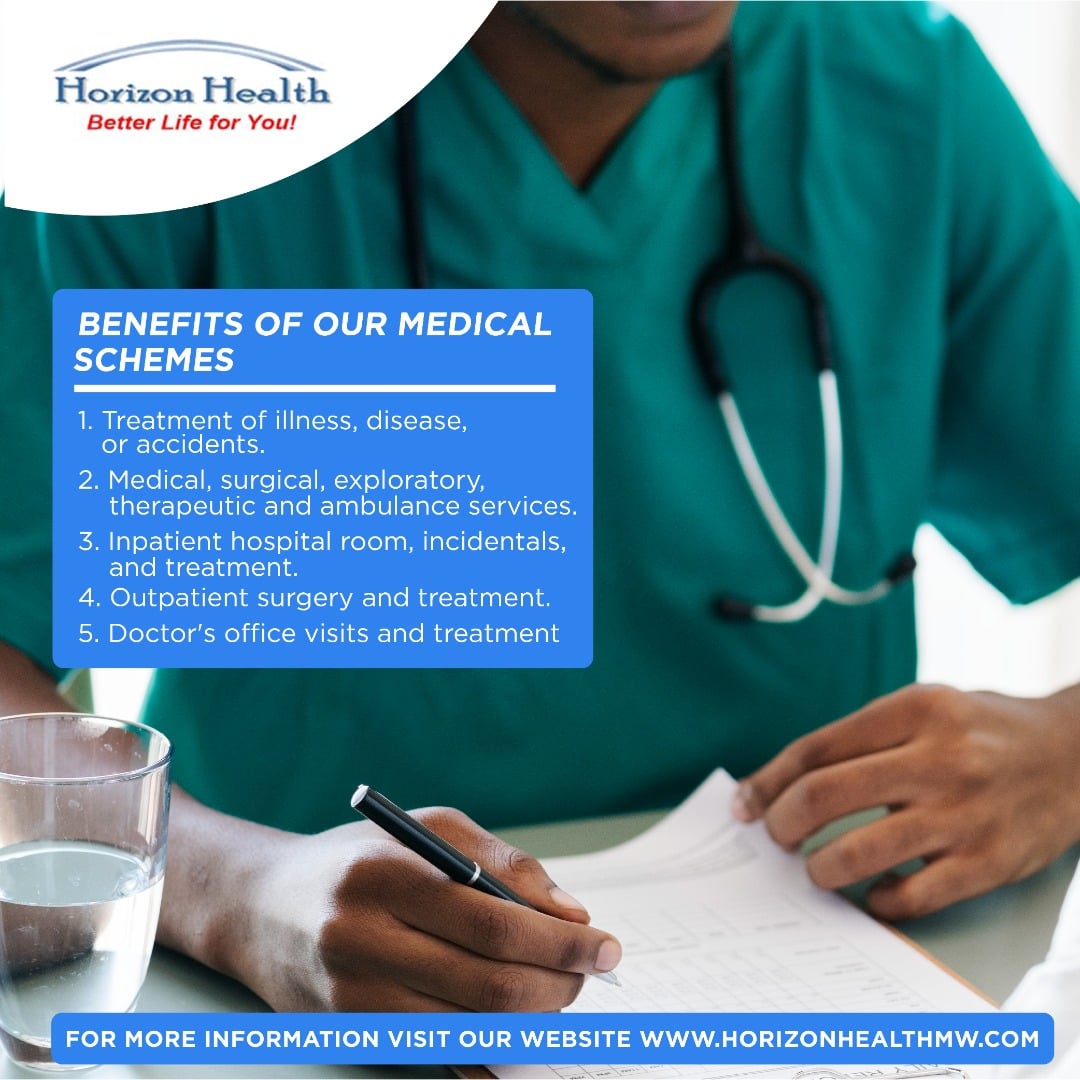 Horizon Health
Better Life for You!
BENEFITS OF OUR MEDICAL
SCHEMES
1. Treatment of illness, disease,
or accidents.
2. Medical, surgical, exploratory,
therapeutic and ambulance services.
3. Inpatient hospital room, incidentals,
and treatment.
4. Outpatient surgery and treatment.
5. Doctor's office visits and treatment
FOR MORE INFORMATION VISIT OUR WEBSITE WWW.HORIZONHEALTHMW.COM